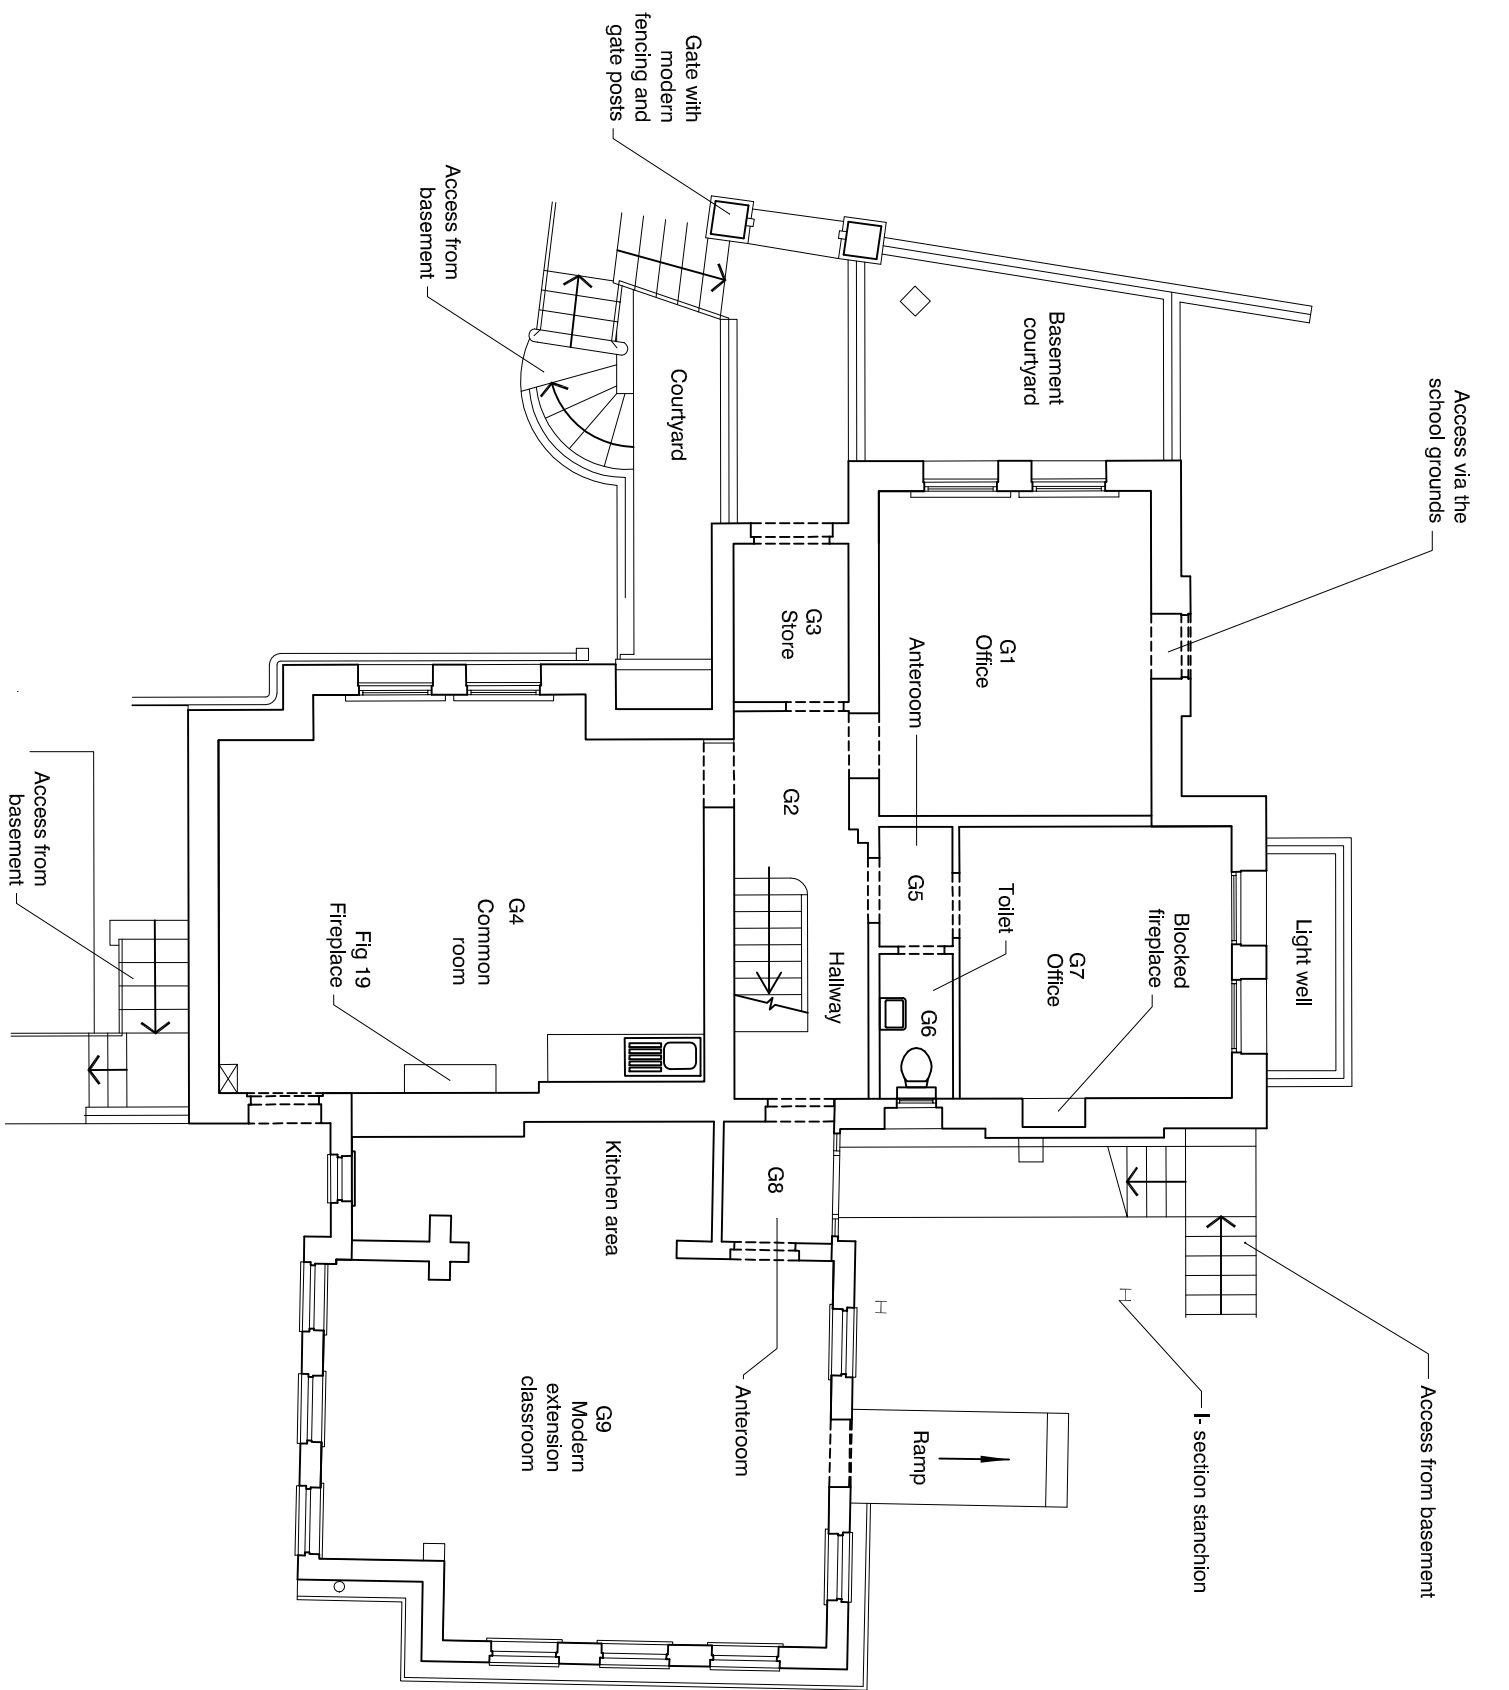 Gate with
modern
fencing and
gate posts
Access from
basement
Access via the
school grounds
Basement
courtyard
Courtyard
G1
Office
G3
Store
Anteroom
G2
G5
Toilet
Blocked
fireplace
Light well
G7
Office
G6
Hallway
G4
Common
room
Fig 19
Fireplace
Access from
basement
Kitchen area
G8
Anteroom
G9
Modern
extension
classroom
Ramp
I- section stanchion
Access from basement